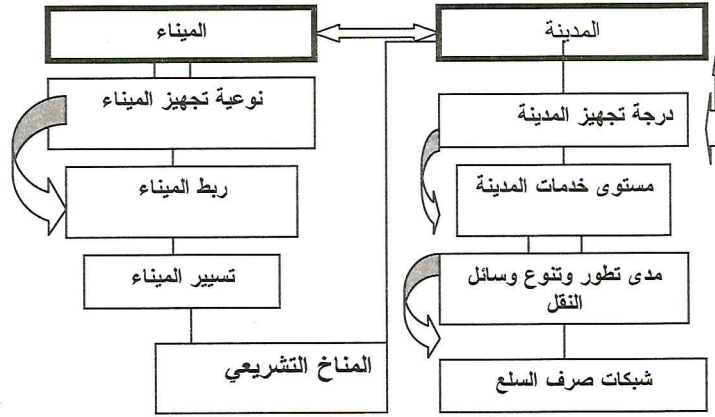 الميناء
المدينة
نوعية تجهيز الميناء
درجة تجهيز المدينة
ربط الميناء
مستوى خدمات المدينة
تسيير الميناء
مدى تطور وتنوع وسائل
النقل
المناخ التشريعي
شبكات صرف السلع